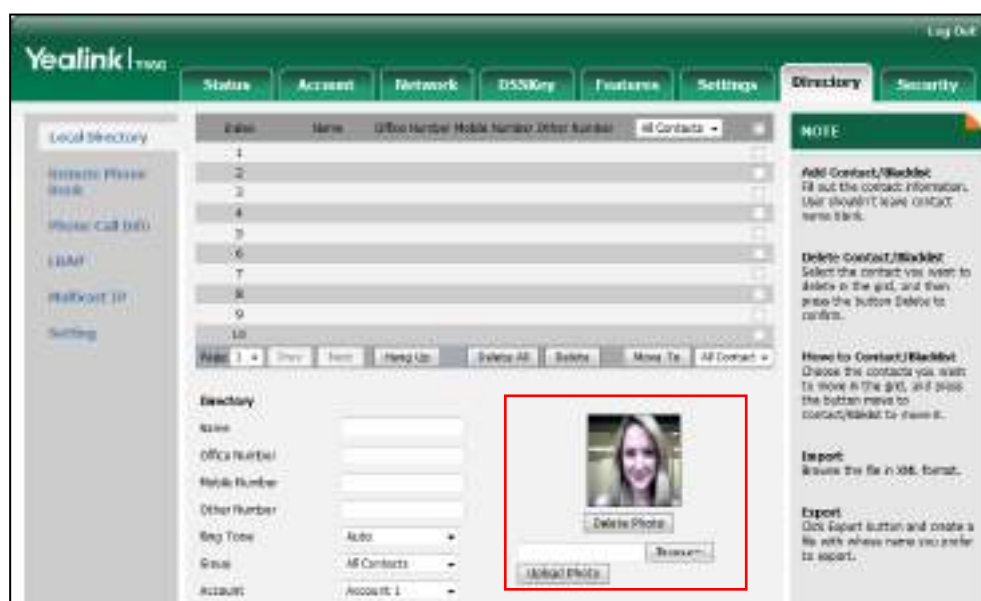 Log Out
Yealink
Status Account Network DSSKey Features Settings Directory Security
Local Directory
Remote Phone
Book
Phone Call Info
LDAP
Multicast IP
Setting
Index Name Office Number Mobile Number Other Number All Contacts
1
2
3
4
5
6
7
8
9
10
Page 1 Prev Next Hang Up Delete All Delete Move To All Contact
Directory
Name
Office Number
Mobile Number
Other Number
Ring Tone Auto
Group All Contacts
Account Account 1
Delete Photo
Browse...
Upload Photo
NOTE
Add Contact/Blacklist
Fill out the contact information.
User shouldn't leave contact
name blank.
Delete Contact/Blacklist
Select the contact you want to
delete in the grid, and then
press the button Delete to
confirm.
Move to Contact/Blacklist
Choose the contacts you want
to move in the grid, and press
the button move to
contact/blacklist to move it.
Import
Browse the file in XML format.
Export
Click Export button and create a
file with whose name you prefer
to export.